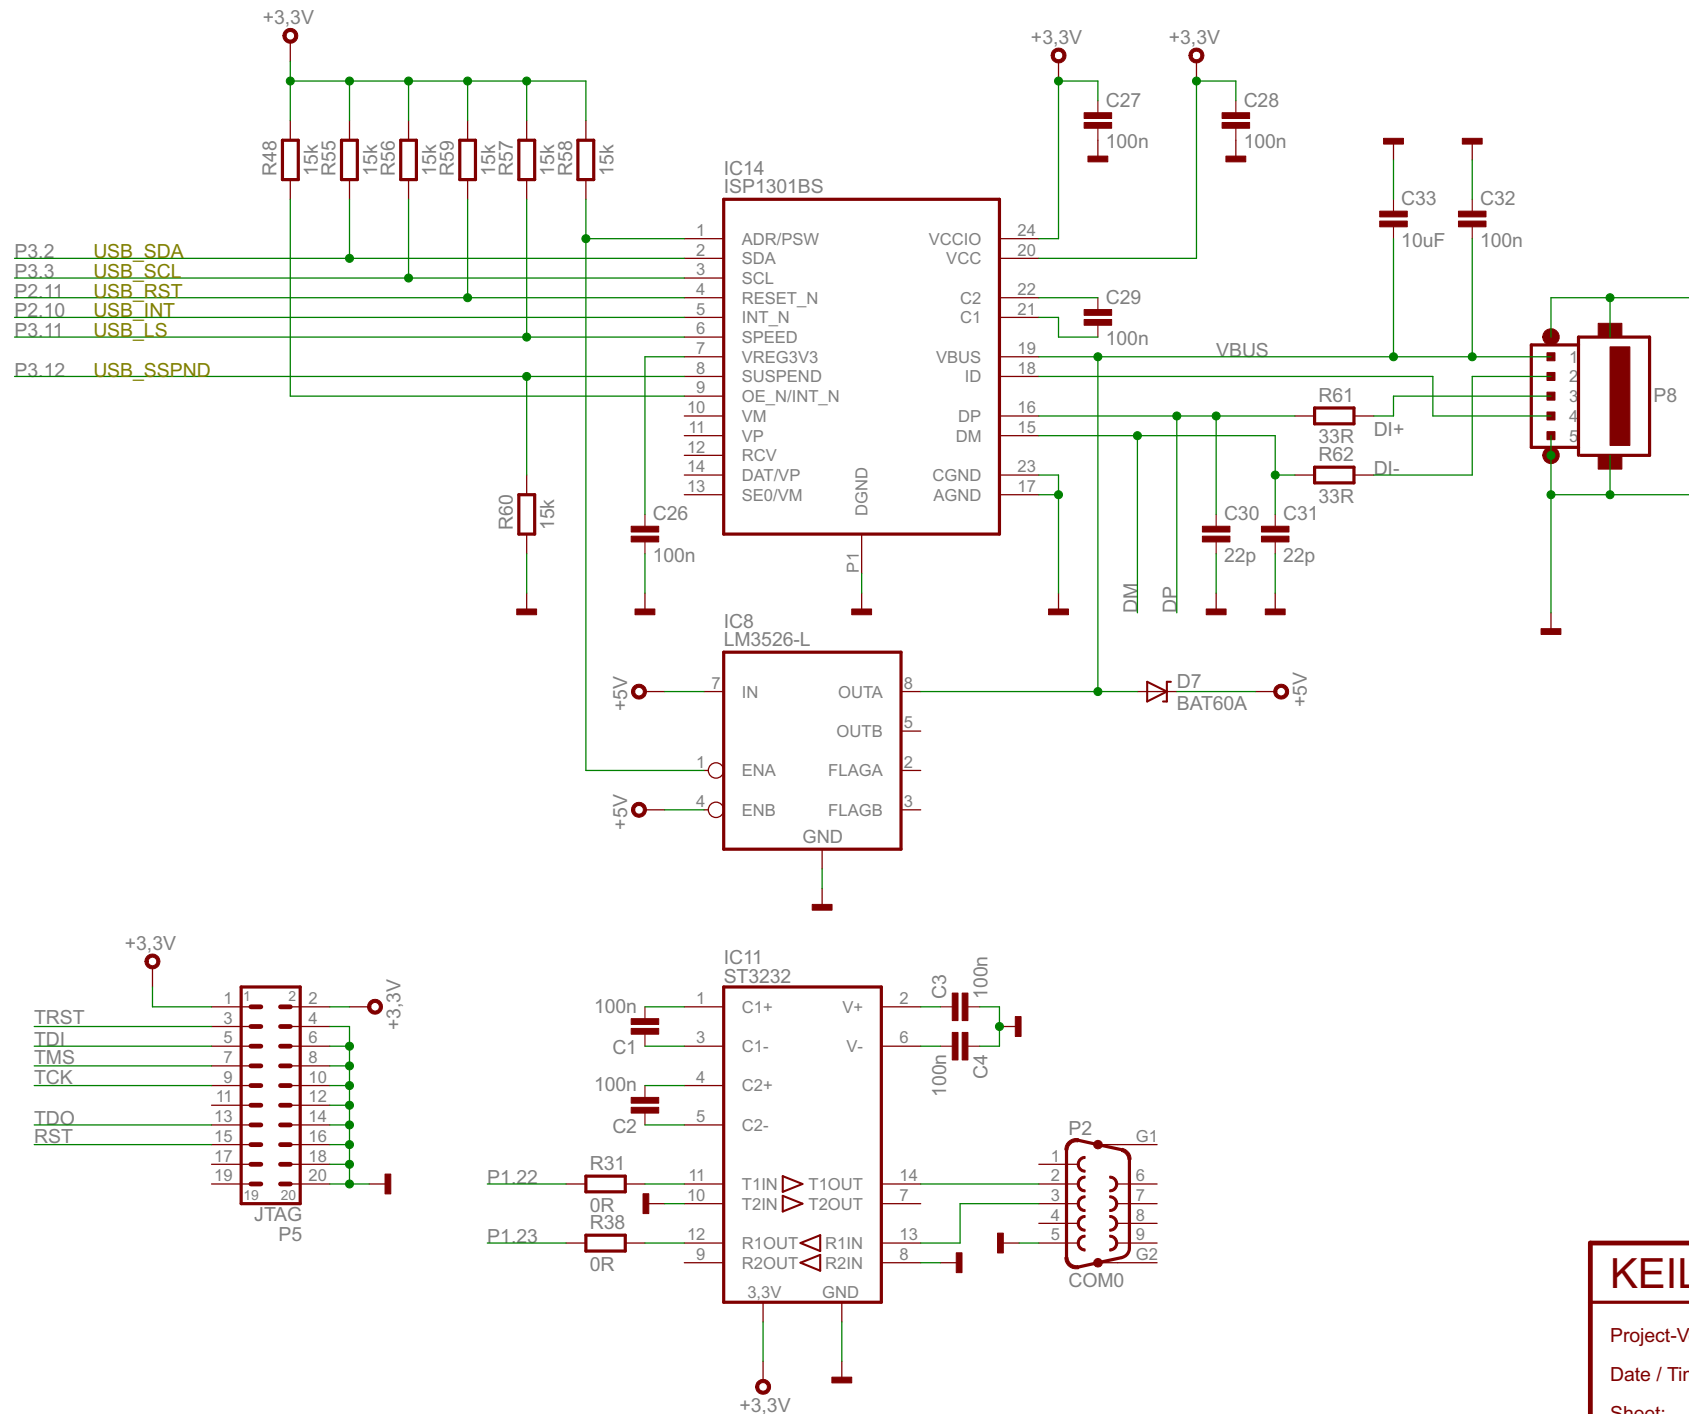 +3,3V
R48
15k
R55
15k
R56
15k
R59
15k
R57
15k
R58
15k
+3,3V
+3,3V
C27
100n
C28
100n
C33
10uF
C32
100n
P3.2 USB_SDA
P3.3 USB_SCL
P2.11 USB_RST
P2.10 USB_INT
P3.11 USB_LS
P3.12 USB_SSPND
R60
15k
C26
100n
IC14
ISP1301BS
1 ADR/PSW
2 SDA
3 SCL
4 RESET_N
5 INT_N
6 SPEED
7 VREG3V3
8 SUSPEND
9 OE_N/INT_N
10 VM
11 VP
12 RCV
14 DAT/VP
13 SE0/VM
VCCIO 24
VCC 20
C2 22
C1 21
VBUS 19
ID 18
DP 16
DM 15
CGND 23
AGND 17
DGND
P1
C29
100n
VBUS
R61
33R
DI+
R62
33R
DI-
DM
DP
C30
22p
C31
22p
1
2
3
4
5
P8
IC8
LM3526-L
+5V
7 IN
1 ENA
+5V
4 ENB
OUTA 8
OUTB 5
FLAGA 2
FLAGB 3
GND
D7
BAT60A
+5V
+3,3V
+3,3V
TRST
TDI
TMS
TCK
TDO
RST
1 1 2 2
3 4
5 6
7 8
9 10
11 12
13 14
15 16
17 18
19 20
19 20
JTAG
P5
IC11
ST3232
100n
C1
100n
C2
1 C1+
3 C1-
4 C2+
5 C2-
V+ 2
V- 6
C3
100n
100n
C4
P1.22
R31
0R
P1.23
R38
0R
11 T1IN T1OUT 14
10 T2IN T2OUT 7
12 R1OUT R1IN 13
9 R2OUT R2IN 8
3,3V GND
+3,3V
P2
G1
1
2
3
4
5
6
7
8
9
G2
COM0
KEIL
Project-V
Date / Tir
Sheet: